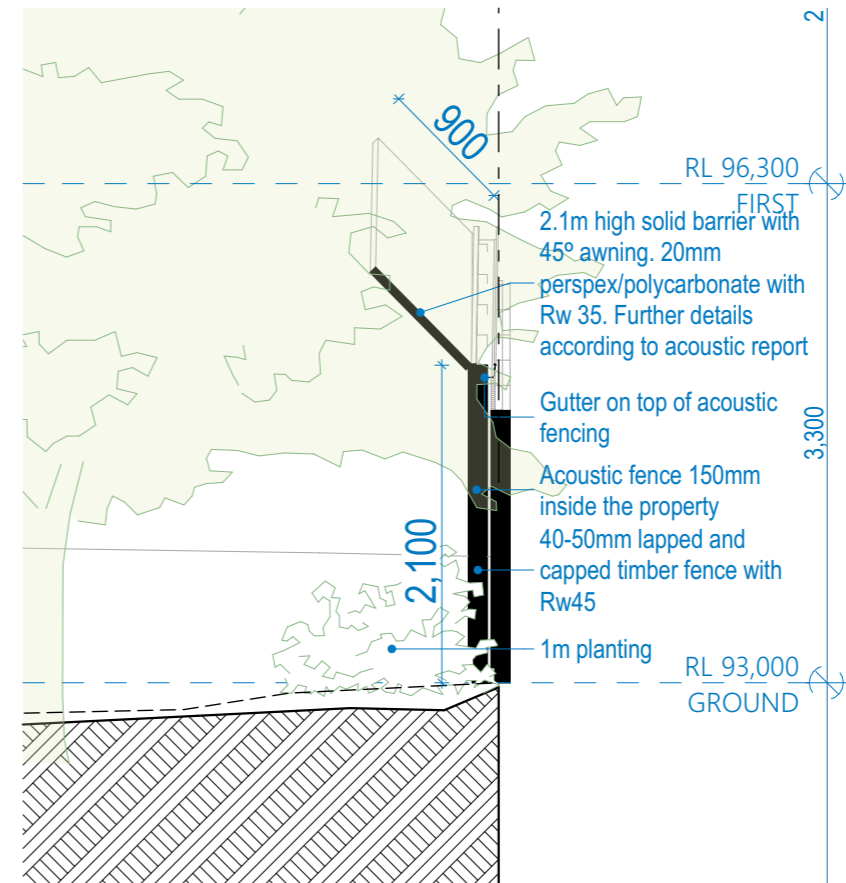 2
900
RL 96,300
FIRST
2.1m high solid barrier with
45º awning. 20mm
perspex/polycarbonate with
Rw 35. Further details
according to acoustic report
Gutter on top of acoustic
fencing
3,300
Acoustic fence 150mm
inside the property
40-50mm lapped and
capped timber fence with
Rw45
2,100
1m planting
RL 93,000
GROUND